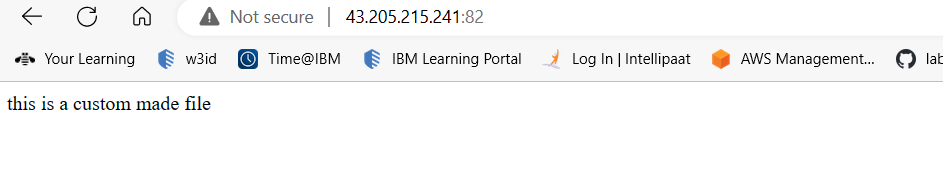 Not secure | 43.205.215.241:82
Your Learning w3id Time@IBM IBM Learning Portal Log In | Intellipaat AWS Management... lab
this is a custom made file